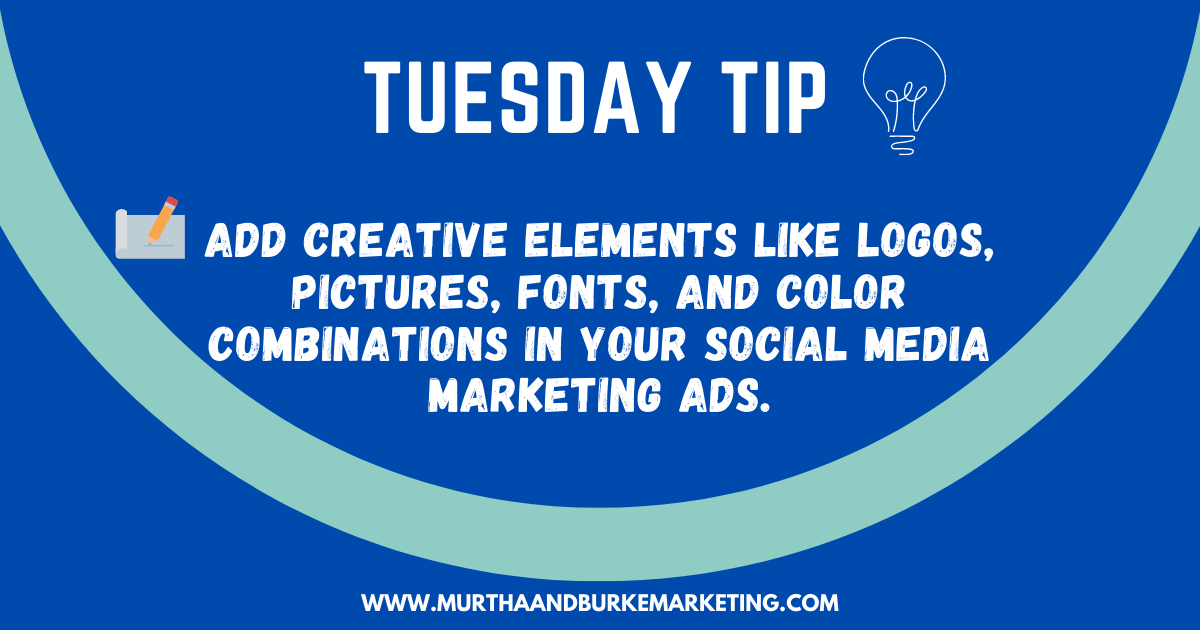 TUESDAY TIP
ADD CREATIVE ELEMENTS LIKE LOGOS,
PICTURES, FONTS, AND COLOR
COMBINATIONS IN YOUR SOCIAL MEDIA
MARKETING ADS.
WWW.MURTHAANDBURKEMARKETING.COM